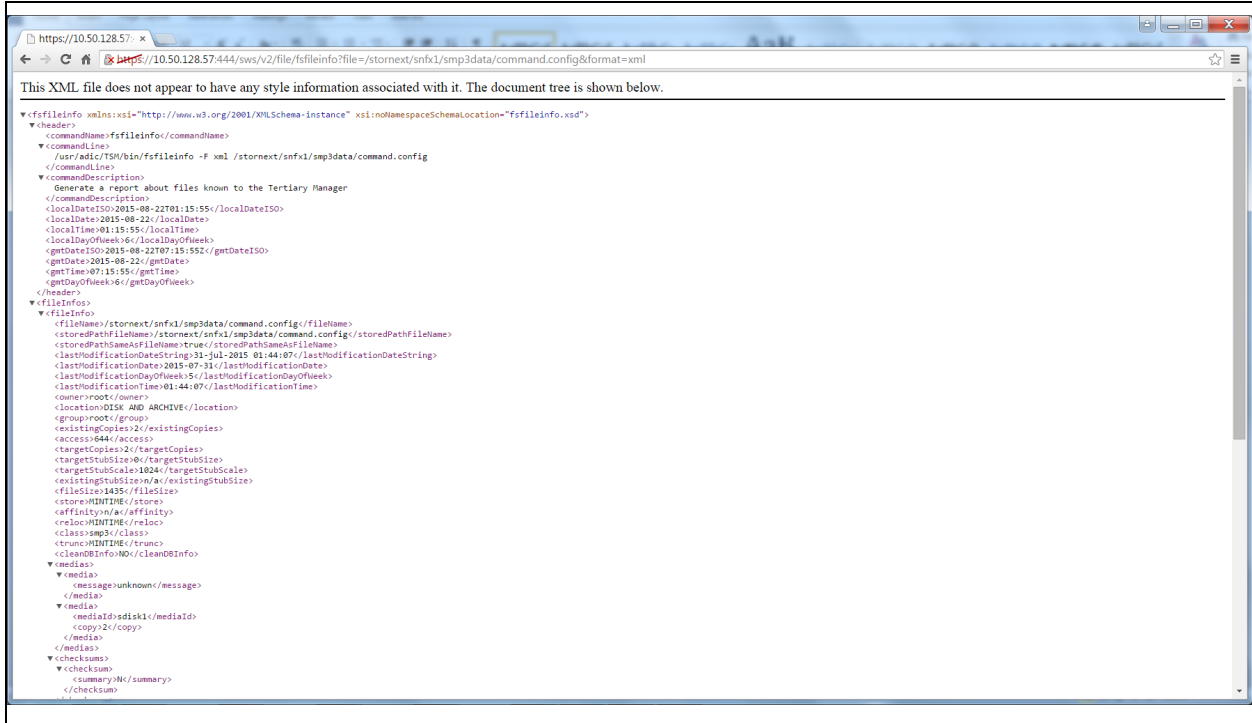 https://10.50.128.57:
https://10.50.128.57:444/sws/v2/file/fsfileinfo?file=/stornext/snfx1/smp3data/command.config&format=xml
This XML file does not appear to have any style information associated with it. The document tree is shown below.
▼<fsfileinfo xmlns:xsi="http://www.w3.org/2001/XMLSchema-instance" xsi:noNamespaceSchemaLocation="fsfileinfo.xsd">
▼<header>
<commandName>fsfileinfo</commandName>
▼<commandLine>
/usr/adic/TSM/bin/fsfileinfo -F xml /stornext/snfx1/smp3data/command.config
</commandLine>
▼<commandDescription>
Generate a report about files known to the Tertiary Manager
</commandDescription>
<localDateISO>2015-08-22T01:15:55</localDateISO>
<localDate>2015-08-22</localDate>
<localTime>01:15:55</localTime>
<localDayOfWeek>6</localDayOfWeek>
<gmtDateISO>2015-08-22T07:15:55Z</gmtDateISO>
<gmtDate>2015-08-22</gmtDate>
<gmtTime>07:15:55</gmtTime>
<gmtDayOfWeek>6</gmtDayOfWeek>
</header>
▼<fileInfos>
▼<fileInfo>
<fileName>/stornext/snfx1/smp3data/command.config</fileName>
<storedPathFileName>/stornext/snfx1/smp3data/command.config</storedPathFileName>
<storedPathSameAsFileName>true</storedPathSameAsFileName>
<lastModificationDateString>31-jul-2015 01:44:07</lastModificationDateString>
<lastModificationDate>2015-07-31</lastModificationDate>
<lastModificationDayOfWeek>5</lastModificationDayOfWeek>
<lastModificationTime>01:44:07</lastModificationTime>
<owner>root</owner>
<location>DISK AND ARCHIVE</location>
<group>root</group>
<existingCopies>2</existingCopies>
<access>644</access>
<targetCopies>2</targetCopies>
<targetStubSize>0</targetStubSize>
<targetStubScale>1024</targetStubScale>
<existingStubSize>n/a</existingStubSize>
<fileSize>1435</fileSize>
<store>MINTIME</store>
<affinity>n/a</affinity>
<reloc>MINTIME</reloc>
<class>smp3</class>
<trunc>MINTIME</trunc>
<cleanDBInfo>NO</cleanDBInfo>
▼<medias>
▼<media>
<message>unknown</message>
</media>
▼<media>
<mediaId>sdisk1</mediaId>
<copy>2</copy>
</media>
</medias>
▼<checksums>
▼<checksum>
<summary>N</summary>
</checksum>